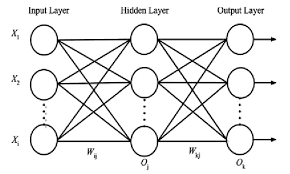 Input Layer Hidden Layer Output Layer
X1
X2
Xi
Wij Oj Wkj Ok